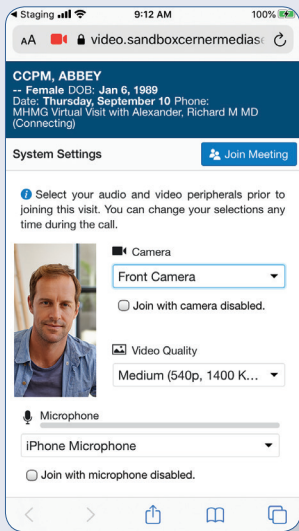 Staging 9:12 AM 100%
AA video.sandboxcernermedias
CCPM, ABBEY
-- Female DOB: Jan 6, 1989
Date: Thursday, September 10 Phone:
MHMG Virtual Visit with Alexander, Richard M MD
(Connecting)
System Settings
Join Meeting
Select your audio and video peripherals prior to
joining this visit. You can change your selections any
time during the call.
Camera
Front Camera
Join with camera disabled.
Video Quality
Medium (540p, 1400 K...
Microphone
iPhone Microphone
Join with microphone disabled.